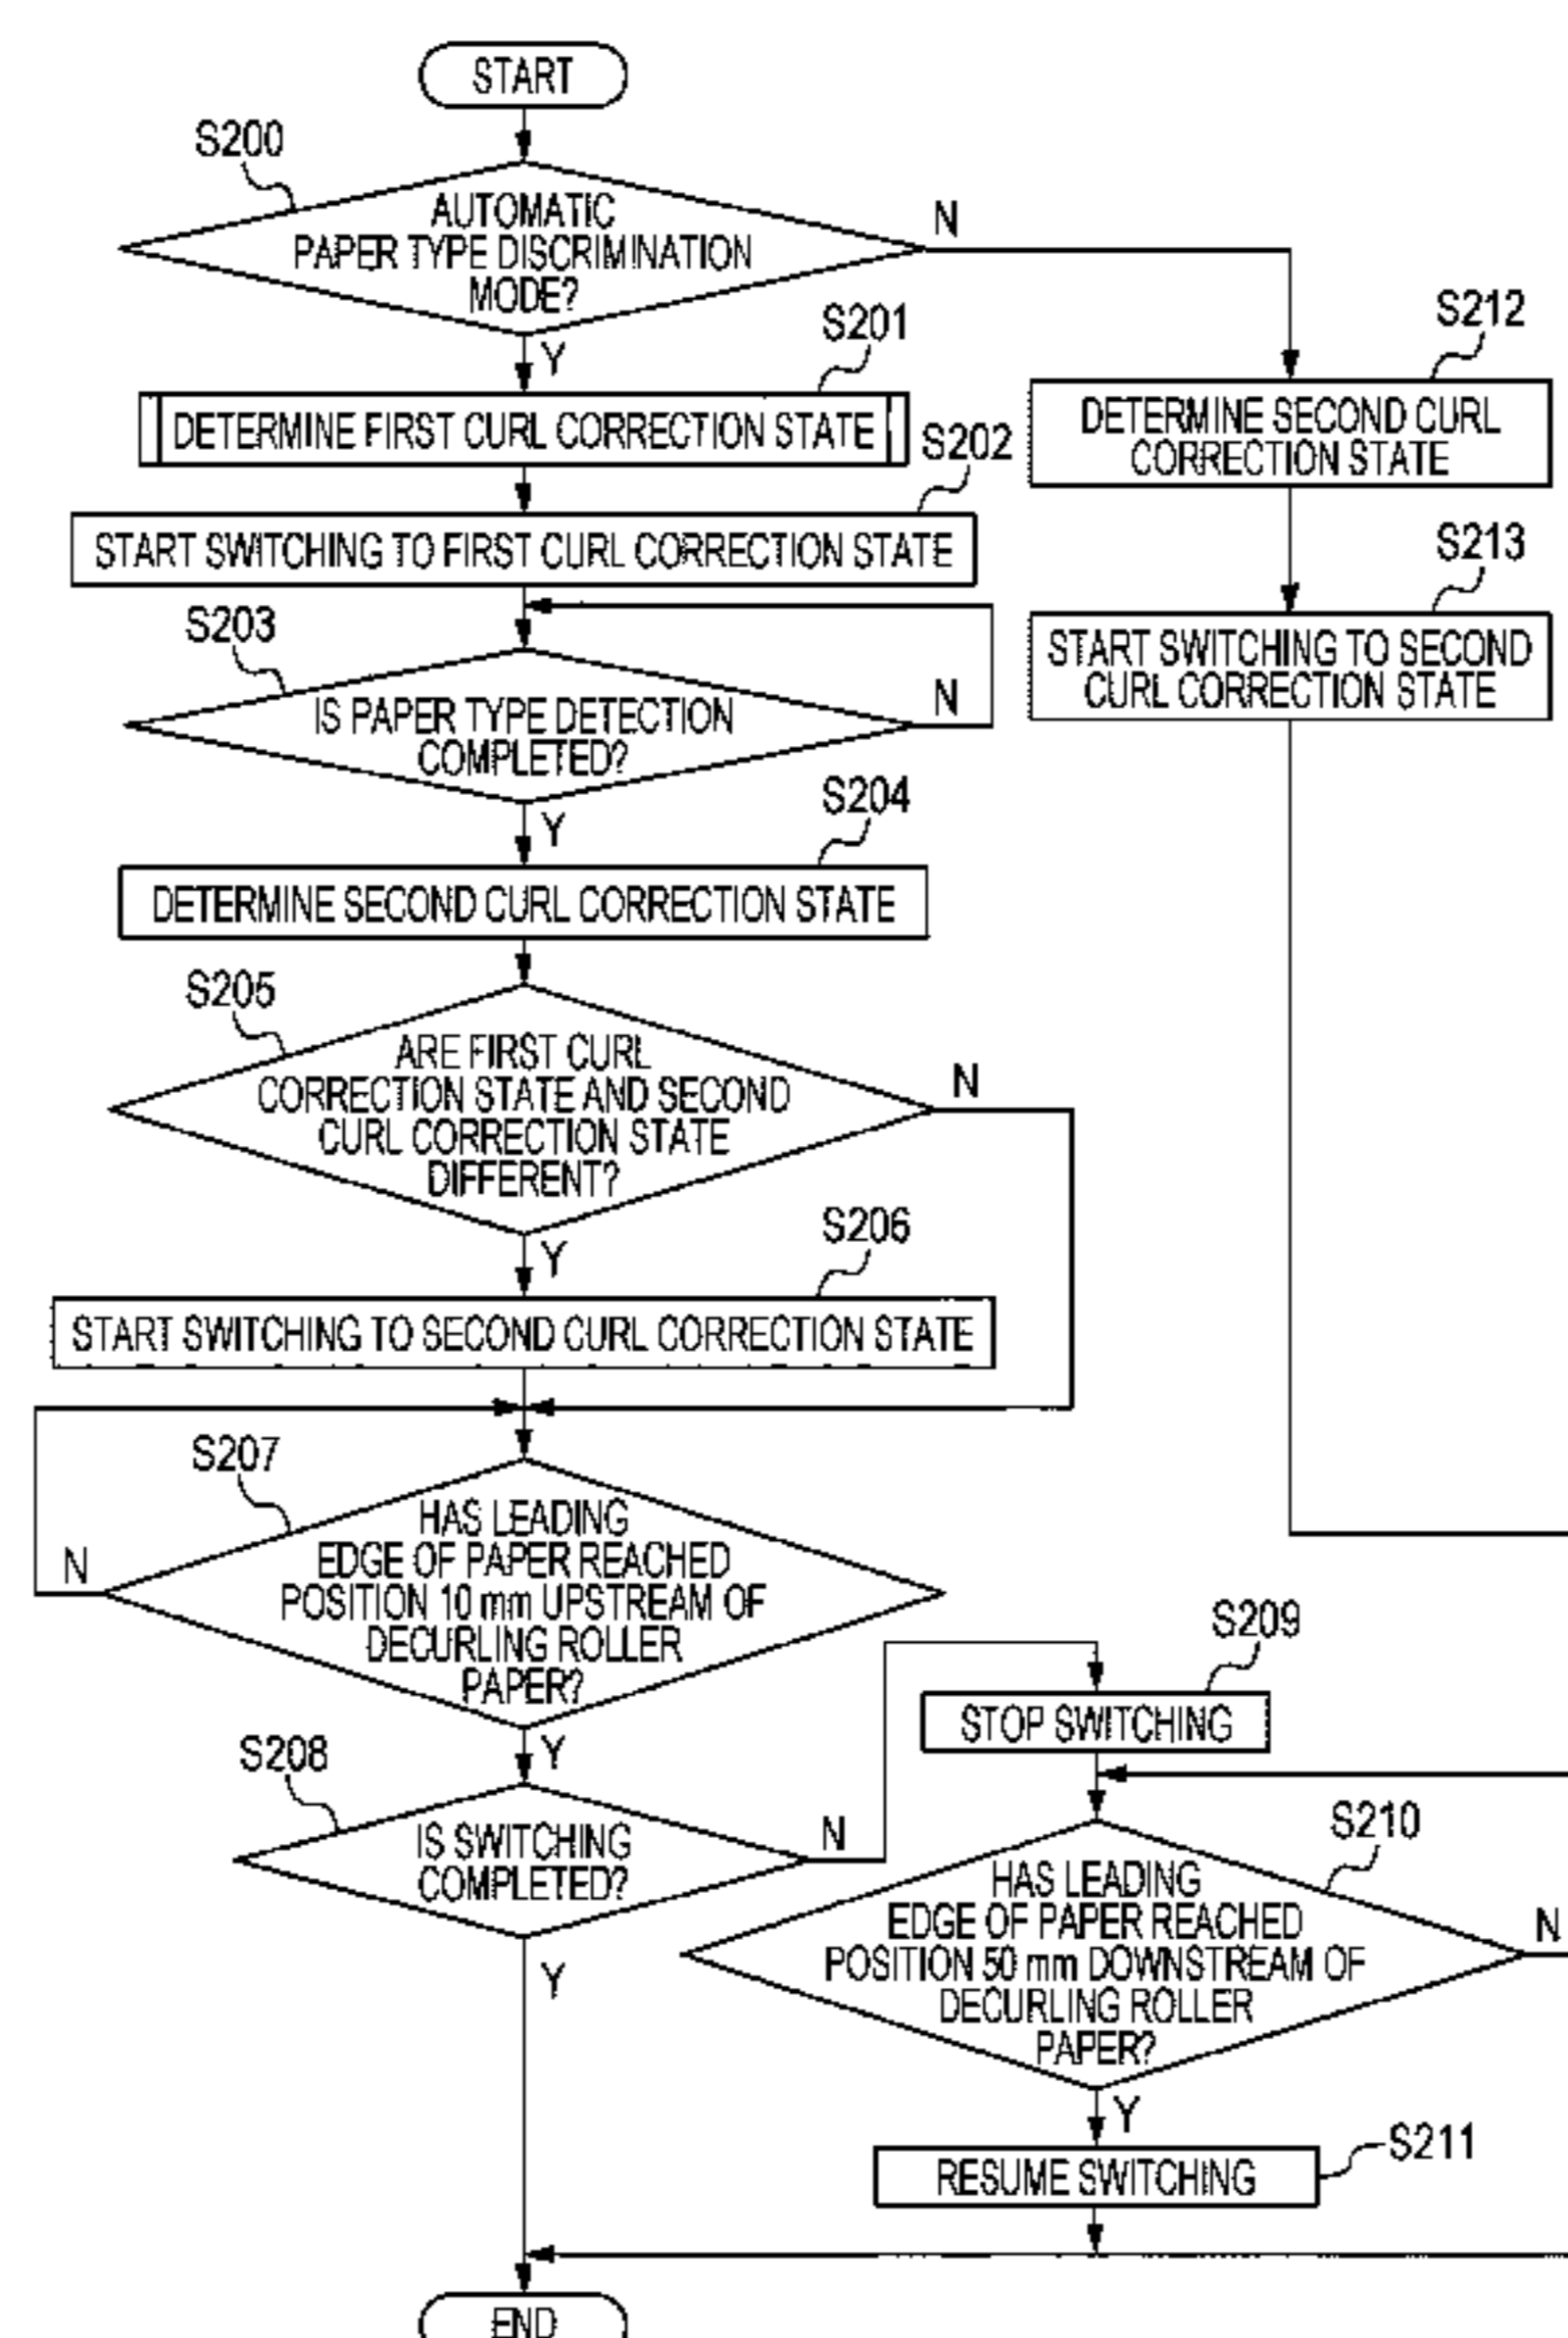 START
S200
AUTOMATIC
PAPER TYPE DISCRIMINATION
MODE?
N
Y
S201
DETERMINE FIRST CURL CORRECTION STATE
S202
START SWITCHING TO FIRST CURL CORRECTION STATE
S203
IS PAPER TYPE DETECTION
COMPLETED?
N
Y
S204
DETERMINE SECOND CURL CORRECTION STATE
S205
ARE FIRST CURL
CORRECTION STATE AND SECOND
CURL CORRECTION STATE
DIFFERENT?
N
Y
S206
START SWITCHING TO SECOND CURL CORRECTION STATE
S207
HAS LEADING
EDGE OF PAPER REACHED
POSITION 10 mm UPSTREAM OF
DECURLING ROLLER
PAPER?
N
Y
S208
IS SWITCHING
COMPLETED?
N
Y
S209
STOP SWITCHING
S210
HAS LEADING
EDGE OF PAPER REACHED
POSITION 50 mm DOWNSTREAM OF
DECURLING ROLLER
PAPER?
N
Y
S211
RESUME SWITCHING
S212
DETERMINE SECOND CURL
CORRECTION STATE
S213
START SWITCHING TO SECOND
CURL CORRECTION STATE
END